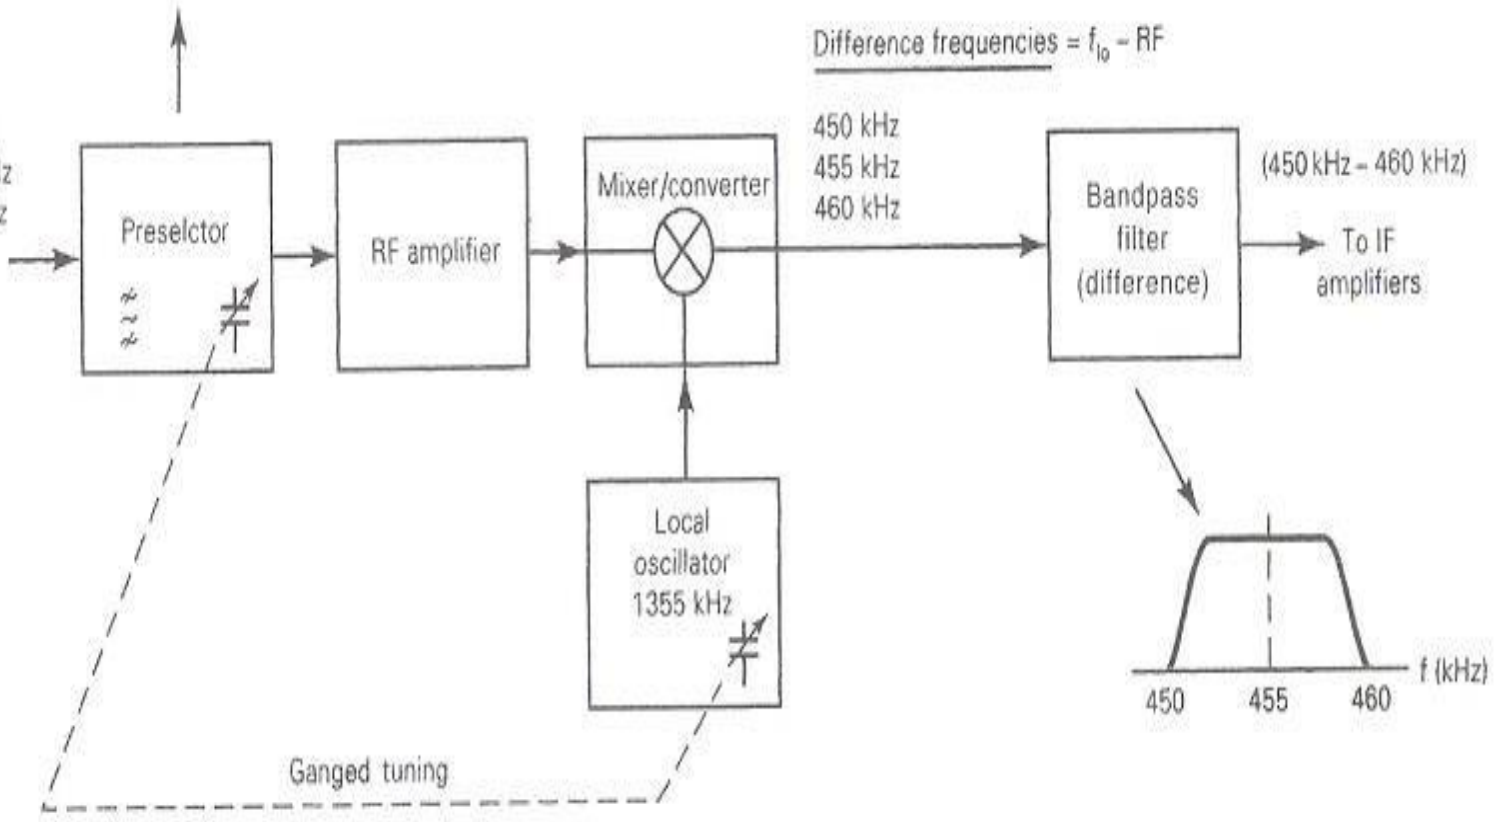 Difference frequencies = flo – RF
450 kHz
455 kHz
460 kHz
(450 kHz – 460 kHz)
Preselctor
RF amplifier
Mixer/converter
Bandpass
filter
(difference)
To IF
amplifiers
Local
oscillator
1355 kHz
Ganged tuning
f (kHz)
450
455
460